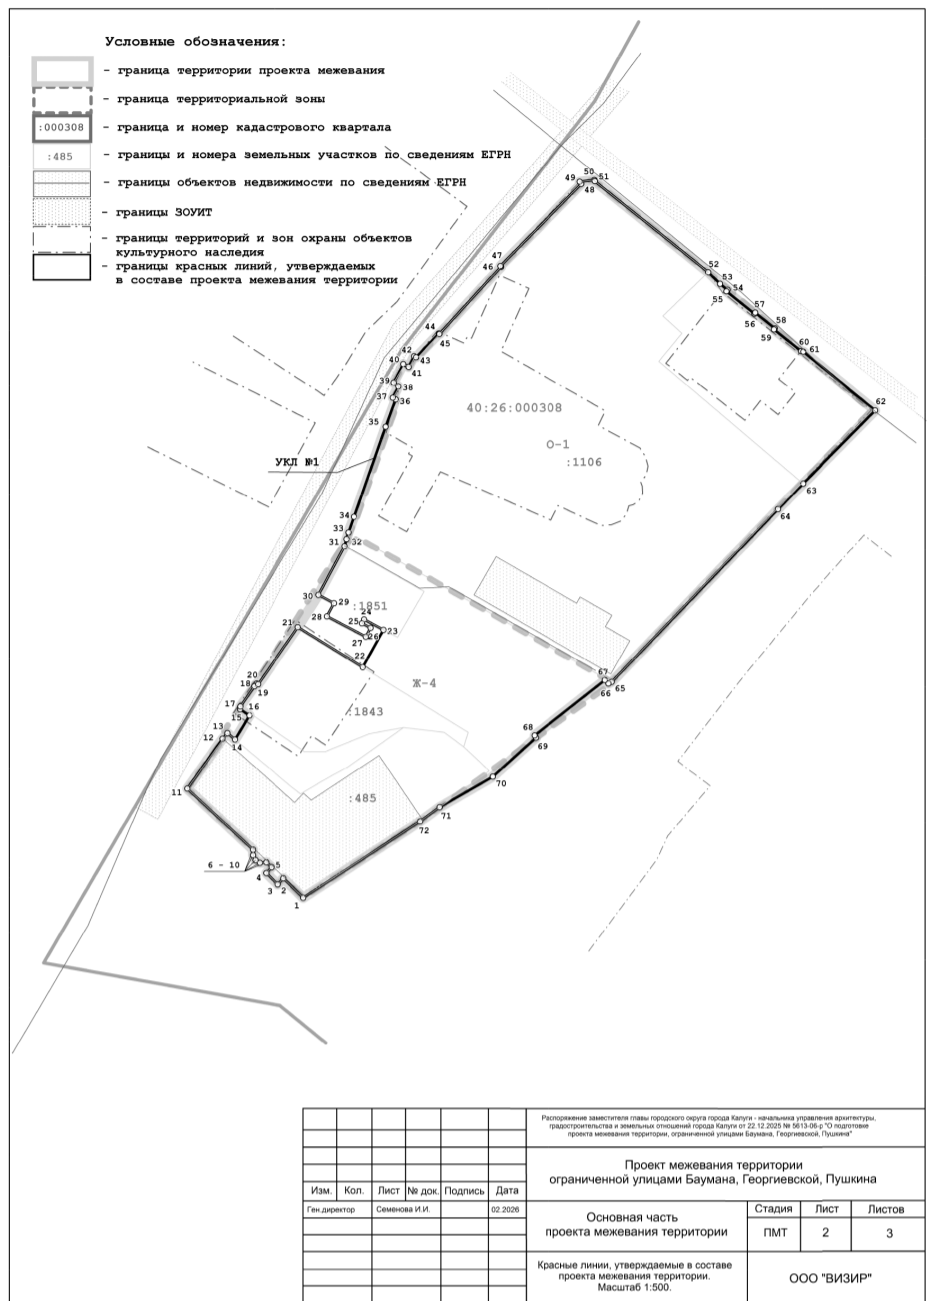 Условные обозначения:
- граница территории проекта межевания
- граница территориальной зоны
:000308 - граница и номер кадастрового квартала
:485 - границы и номера земельных участков по сведениям ЕГРН
- границы объектов недвижимости по сведениям ЕГРН
- границы ЗОУИТ
- границы территорий и зон охраны объектов
культурного наследия
- границы красных линий, утверждаемых
в составе проекта межевания территории
49 50 51
48
47
46
52
53
54
55
57
56
58
59
60
61
62
44
45
42
43
40
41
39
38
37
36
35
40:26:000308
О-1
:1106
УКЛ №1
63
64
34
33
32
31
30
29
:1851
28
24
25
23
26
27
21
22
20
18
19
67
66
65
Ж-4
17
16
15
:1843
13
12
14
68
69
70
11
:485
71
72
6 - 10
5
4
3
2
1
Распоряжение заместителя главы городского округа города Калуги - начальника управления архитектуры,
градостроительства и земельных отношений города Калуги от 22.12.2025 № 5613-06-р "О подготовке
проекта межевания территории, ограниченной улицами Баумана, Георгиевской, Пушкина"
Проект межевания территории
ограниченной улицами Баумана, Георгиевской, Пушкина
Изм. Кол. Лист № док. Подпись Дата
Ген.директор Семенова И.И. 02.2026
Основная часть
проекта межевания территории
Стадия Лист Листов
ПМТ 2 3
Красные линии, утверждаемые в составе
проекта межевания территории.
Масштаб 1:500.
ООО "ВИЗИР"